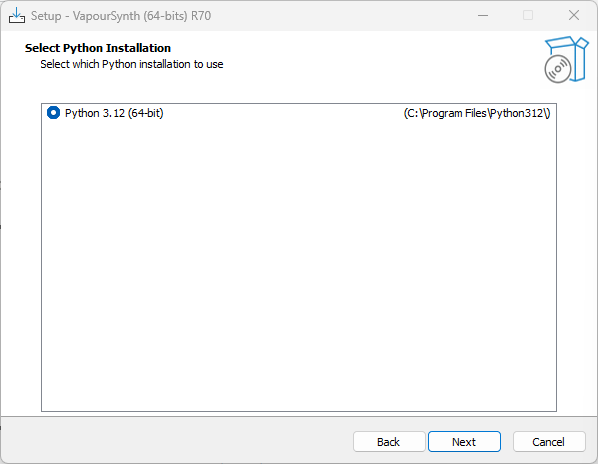 Setup - VapourSynth (64-bits) R70
Select Python Installation
Select which Python installation to use
Python 3.12 (64-bit) (C:\Program Files\Python312\)
Back Next Cancel